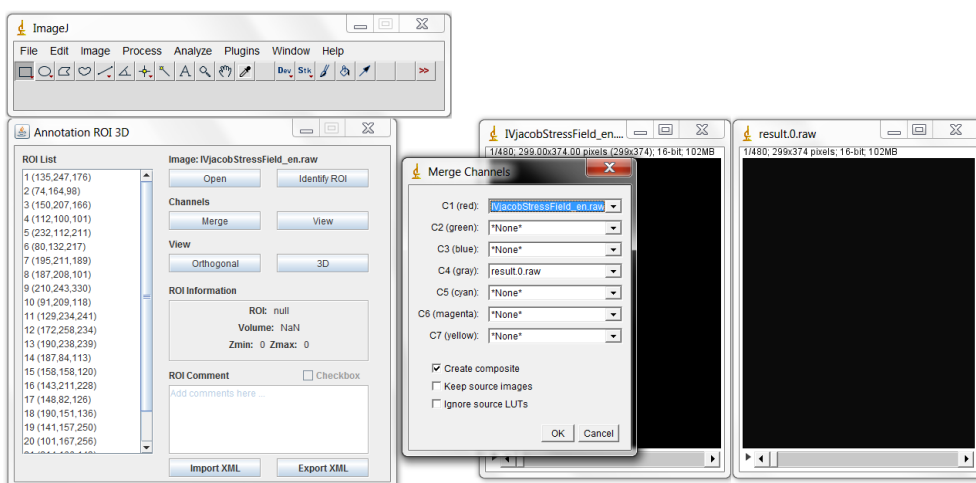 ImageJ
File Edit Image Process Analyze Plugins Window Help
Dev Stk >>
Annotation ROI 3D
ROI List
1 (135,247,176)
2 (74,164,98)
3 (150,207,166)
4 (112,100,101)
5 (232,112,211)
6 (80,132,217)
7 (195,211,189)
8 (187,208,101)
9 (210,243,330)
10 (91,209,118)
11 (129,234,241)
12 (172,258,234)
13 (190,238,239)
14 (187,84,113)
15 (158,158,120)
16 (143,211,228)
17 (148,82,126)
18 (190,151,136)
19 (141,157,250)
20 (101,167,256)
Image: IVjacobStressField_en.raw
Open Identify ROI
Channels
Merge View
View
Orthogonal 3D
ROI Information
ROI: null
Volume: NaN
Zmin: 0 Zmax: 0
ROI Comment Checkbox
Add comments here ...
Import XML Export XML
IVjacobStressField_en....
1/480; 299.00x374.00 pixels (299x374); 16-bit; 102MB
Merge Channels
C1 (red): IVjacobStressField_en.raw
C2 (green): *None*
C3 (blue): *None*
C4 (gray): result.0.raw
C5 (cyan): *None*
C6 (magenta): *None*
C7 (yellow): *None*
Create composite
Keep source images
Ignore source LUTs
OK Cancel
result.0.raw
1/480; 299x374 pixels; 16-bit; 102MB